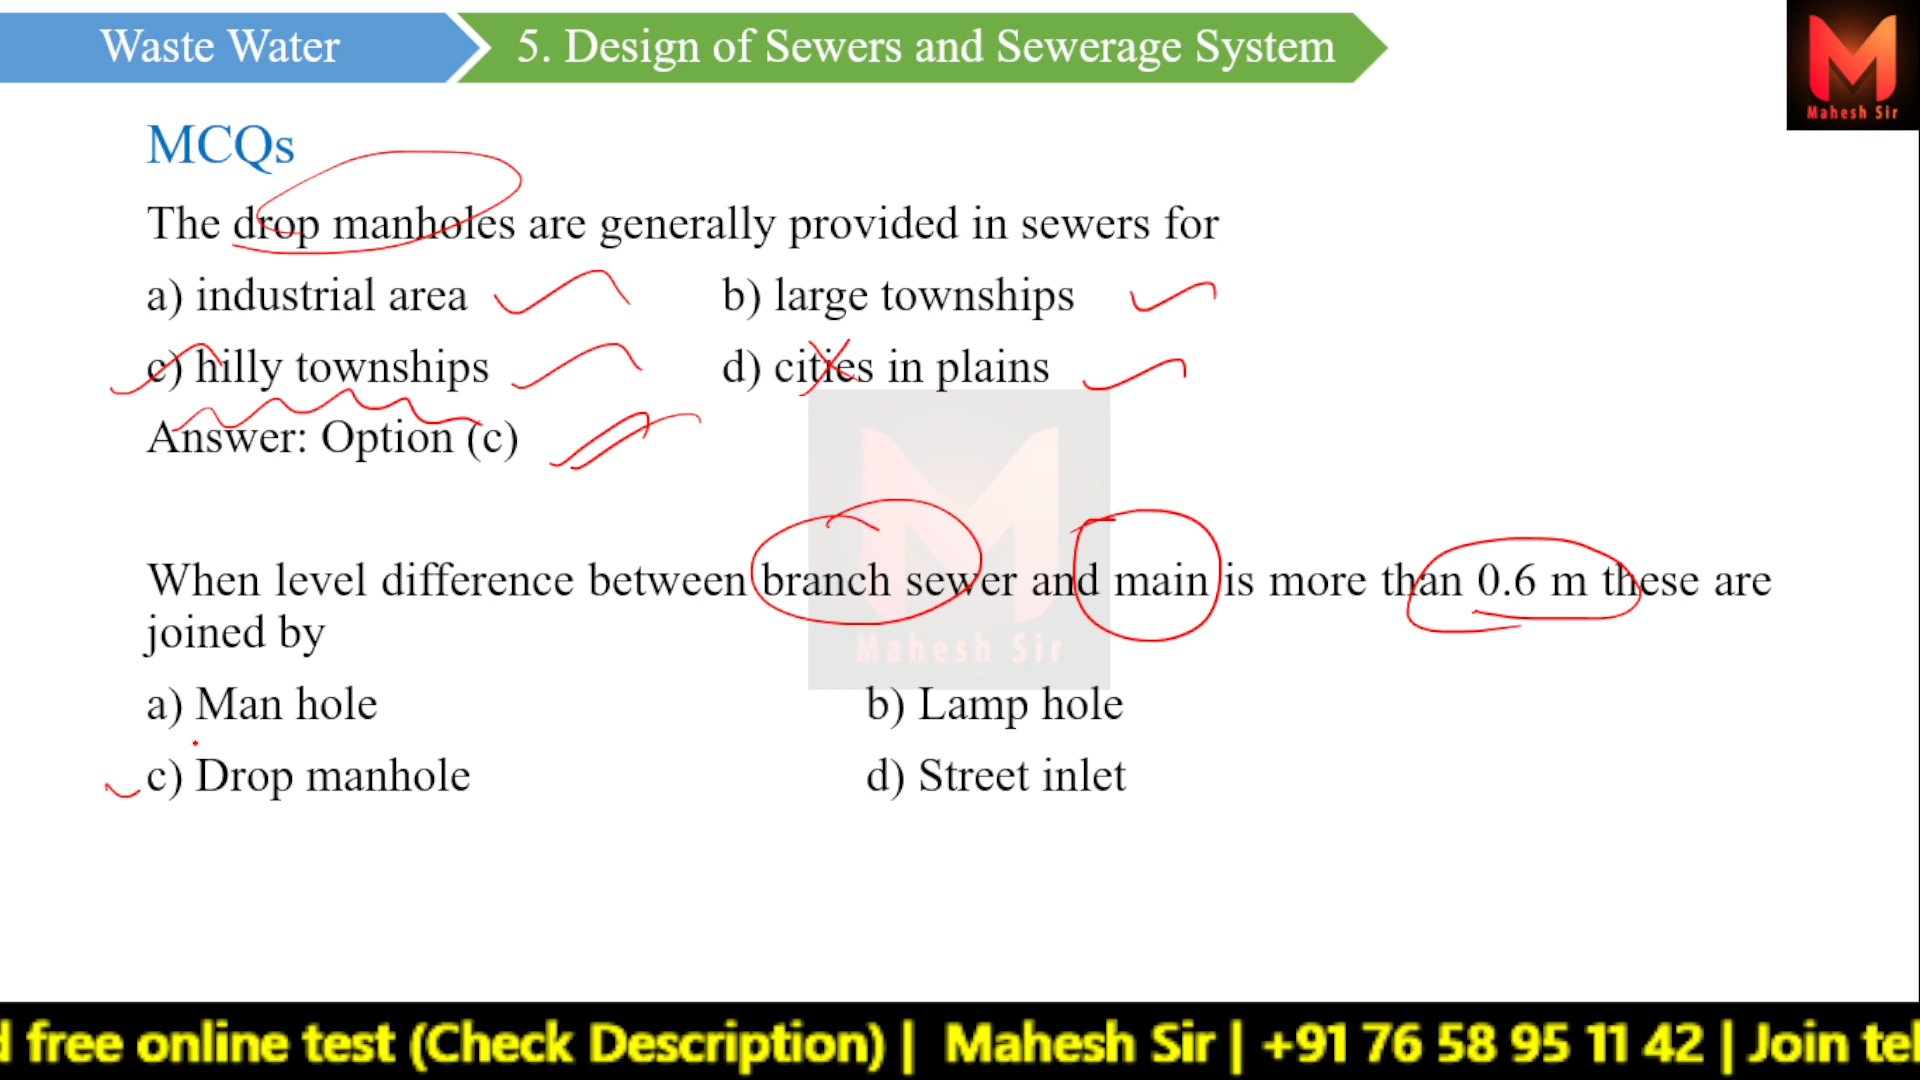 Waste Water
5. Design of Sewers and Sewerage System
Mahesh Sir
MCQs
The drop manholes are generally provided in sewers for
a) industrial area
b) large townships
c) hilly townships
d) cities in plains
Answer: Option (c)
When level difference between branch sewer and main is more than 0.6 m these are
joined by
Mahesh Sir
a) Man hole
b) Lamp hole
c) Drop manhole
d) Street inlet
free online test (Check Description) | Mahesh Sir | +91 76 58 95 11 42 | Join tel